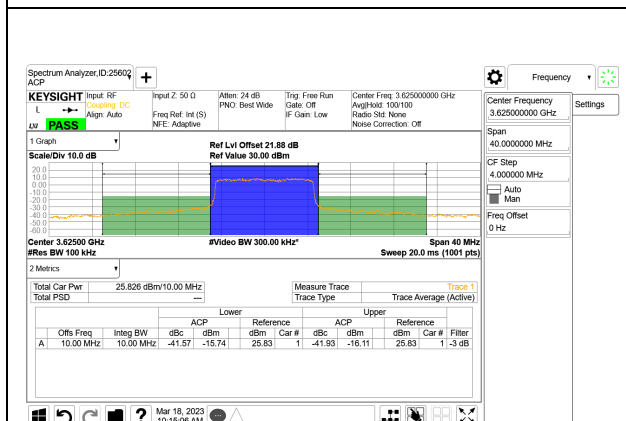 Spectrum Analyzer,ID:25602
ACP
Frequency
KEYSIGHT
L
LXI
PASS
Input: RF
Coupling: DC
Align: Auto
Input Z: 50 Ω
Freq Ref: Int (S)
NFE: Adaptive
Atten: 24 dB
PNO: Best Wide
Trig: Free Run
Gate: Off
IF Gain: Low
Center Freq: 3.625000000 GHz
Avg|Hold: 100/100
Radio Std: None
Noise Correction: Off
Center Frequency
3.625000000 GHz
Settings
Span
40.0000000 MHz
CF Step
4.000000 MHz
Auto
Man
Freq Offset
0 Hz
1 Graph
Scale/Div 10.0 dB
Ref Lvl Offset 21.88 dB
Ref Value 30.00 dBm
20.0
10.0
0.00
-10.0
-20.0
-30.0
-40.0
-50.0
-60.0
Center 3.62500 GHz
#Video BW 300.00 kHz*
Span 40 MHz
#Res BW 100 kHz
Sweep 20.0 ms (1001 pts)
2 Metrics
Total Car Pwr 25.826 dBm/10.00 MHz
Total PSD ---
Measure Trace Trace 1
Trace Type Trace Average (Active)
Lower Upper
ACP Reference ACP Reference
Offs Freq Integ BW dBc dBm dBm Car # dBc dBm dBm Car # Filter
A 10.00 MHz 10.00 MHz -41.57 -15.74 25.83 1 -41.93 -16.11 25.83 1 -3 dB
?
Mar 18, 2023
10:15:06 AM